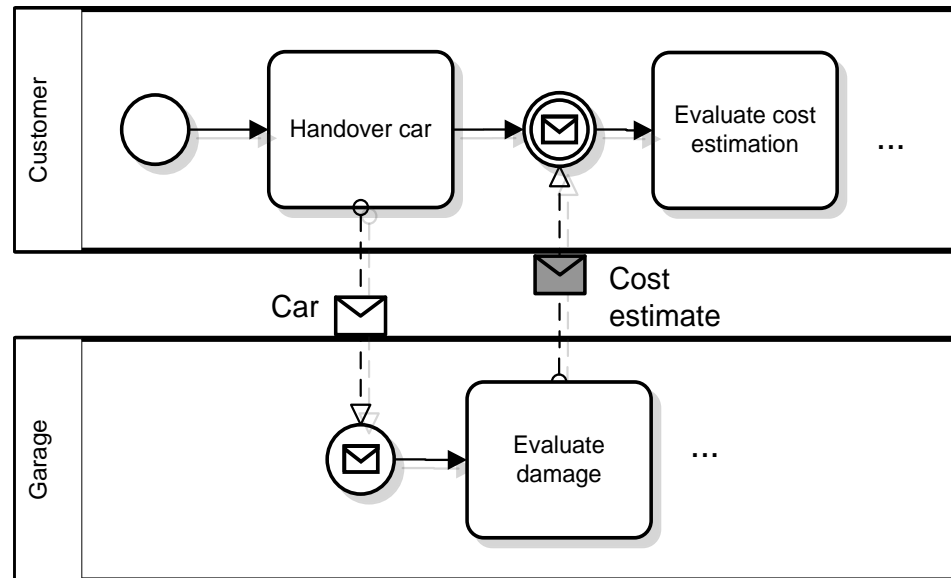 Customer
Handover car
Evaluate cost
estimation
...
Car
Cost
estimate
Garage
Evaluate
damage
...